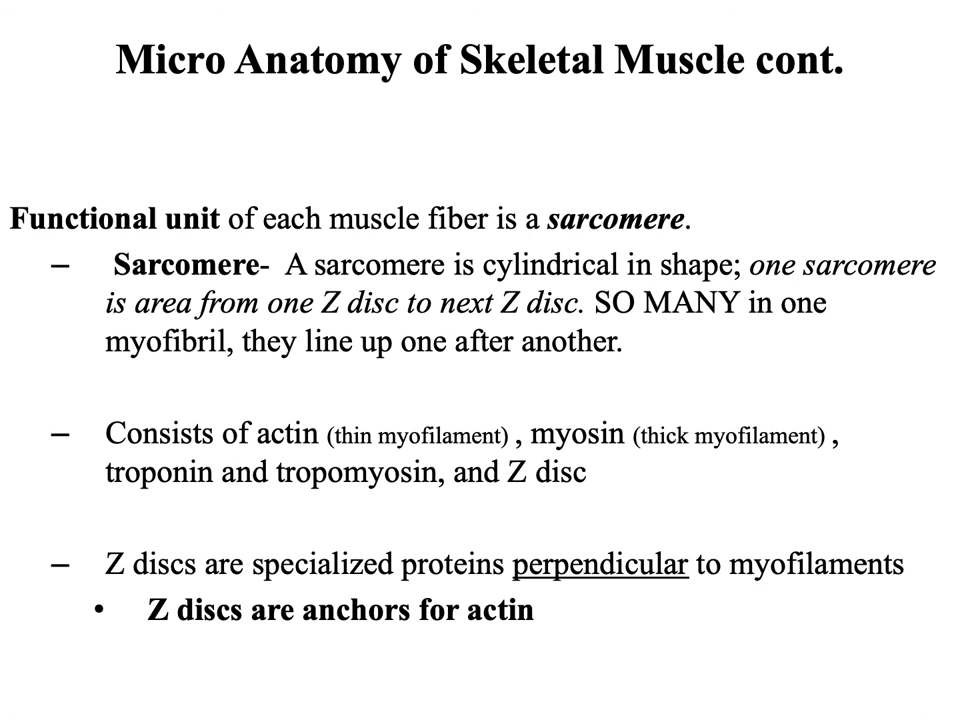 Micro Anatomy of Skeletal Muscle cont.
Functional unit of each muscle fiber is a sarcomere.
– Sarcomere- A sarcomere is cylindrical in shape; one sarcomere
is area from one Z disc to next Z disc. SO MANY in one
myofibril, they line up one after another.
– Consists of actin (thin myofilament) , myosin (thick myofilament) ,
troponin and tropomyosin, and Z disc
– Z discs are specialized proteins perpendicular to myofilaments
• Z discs are anchors for actin